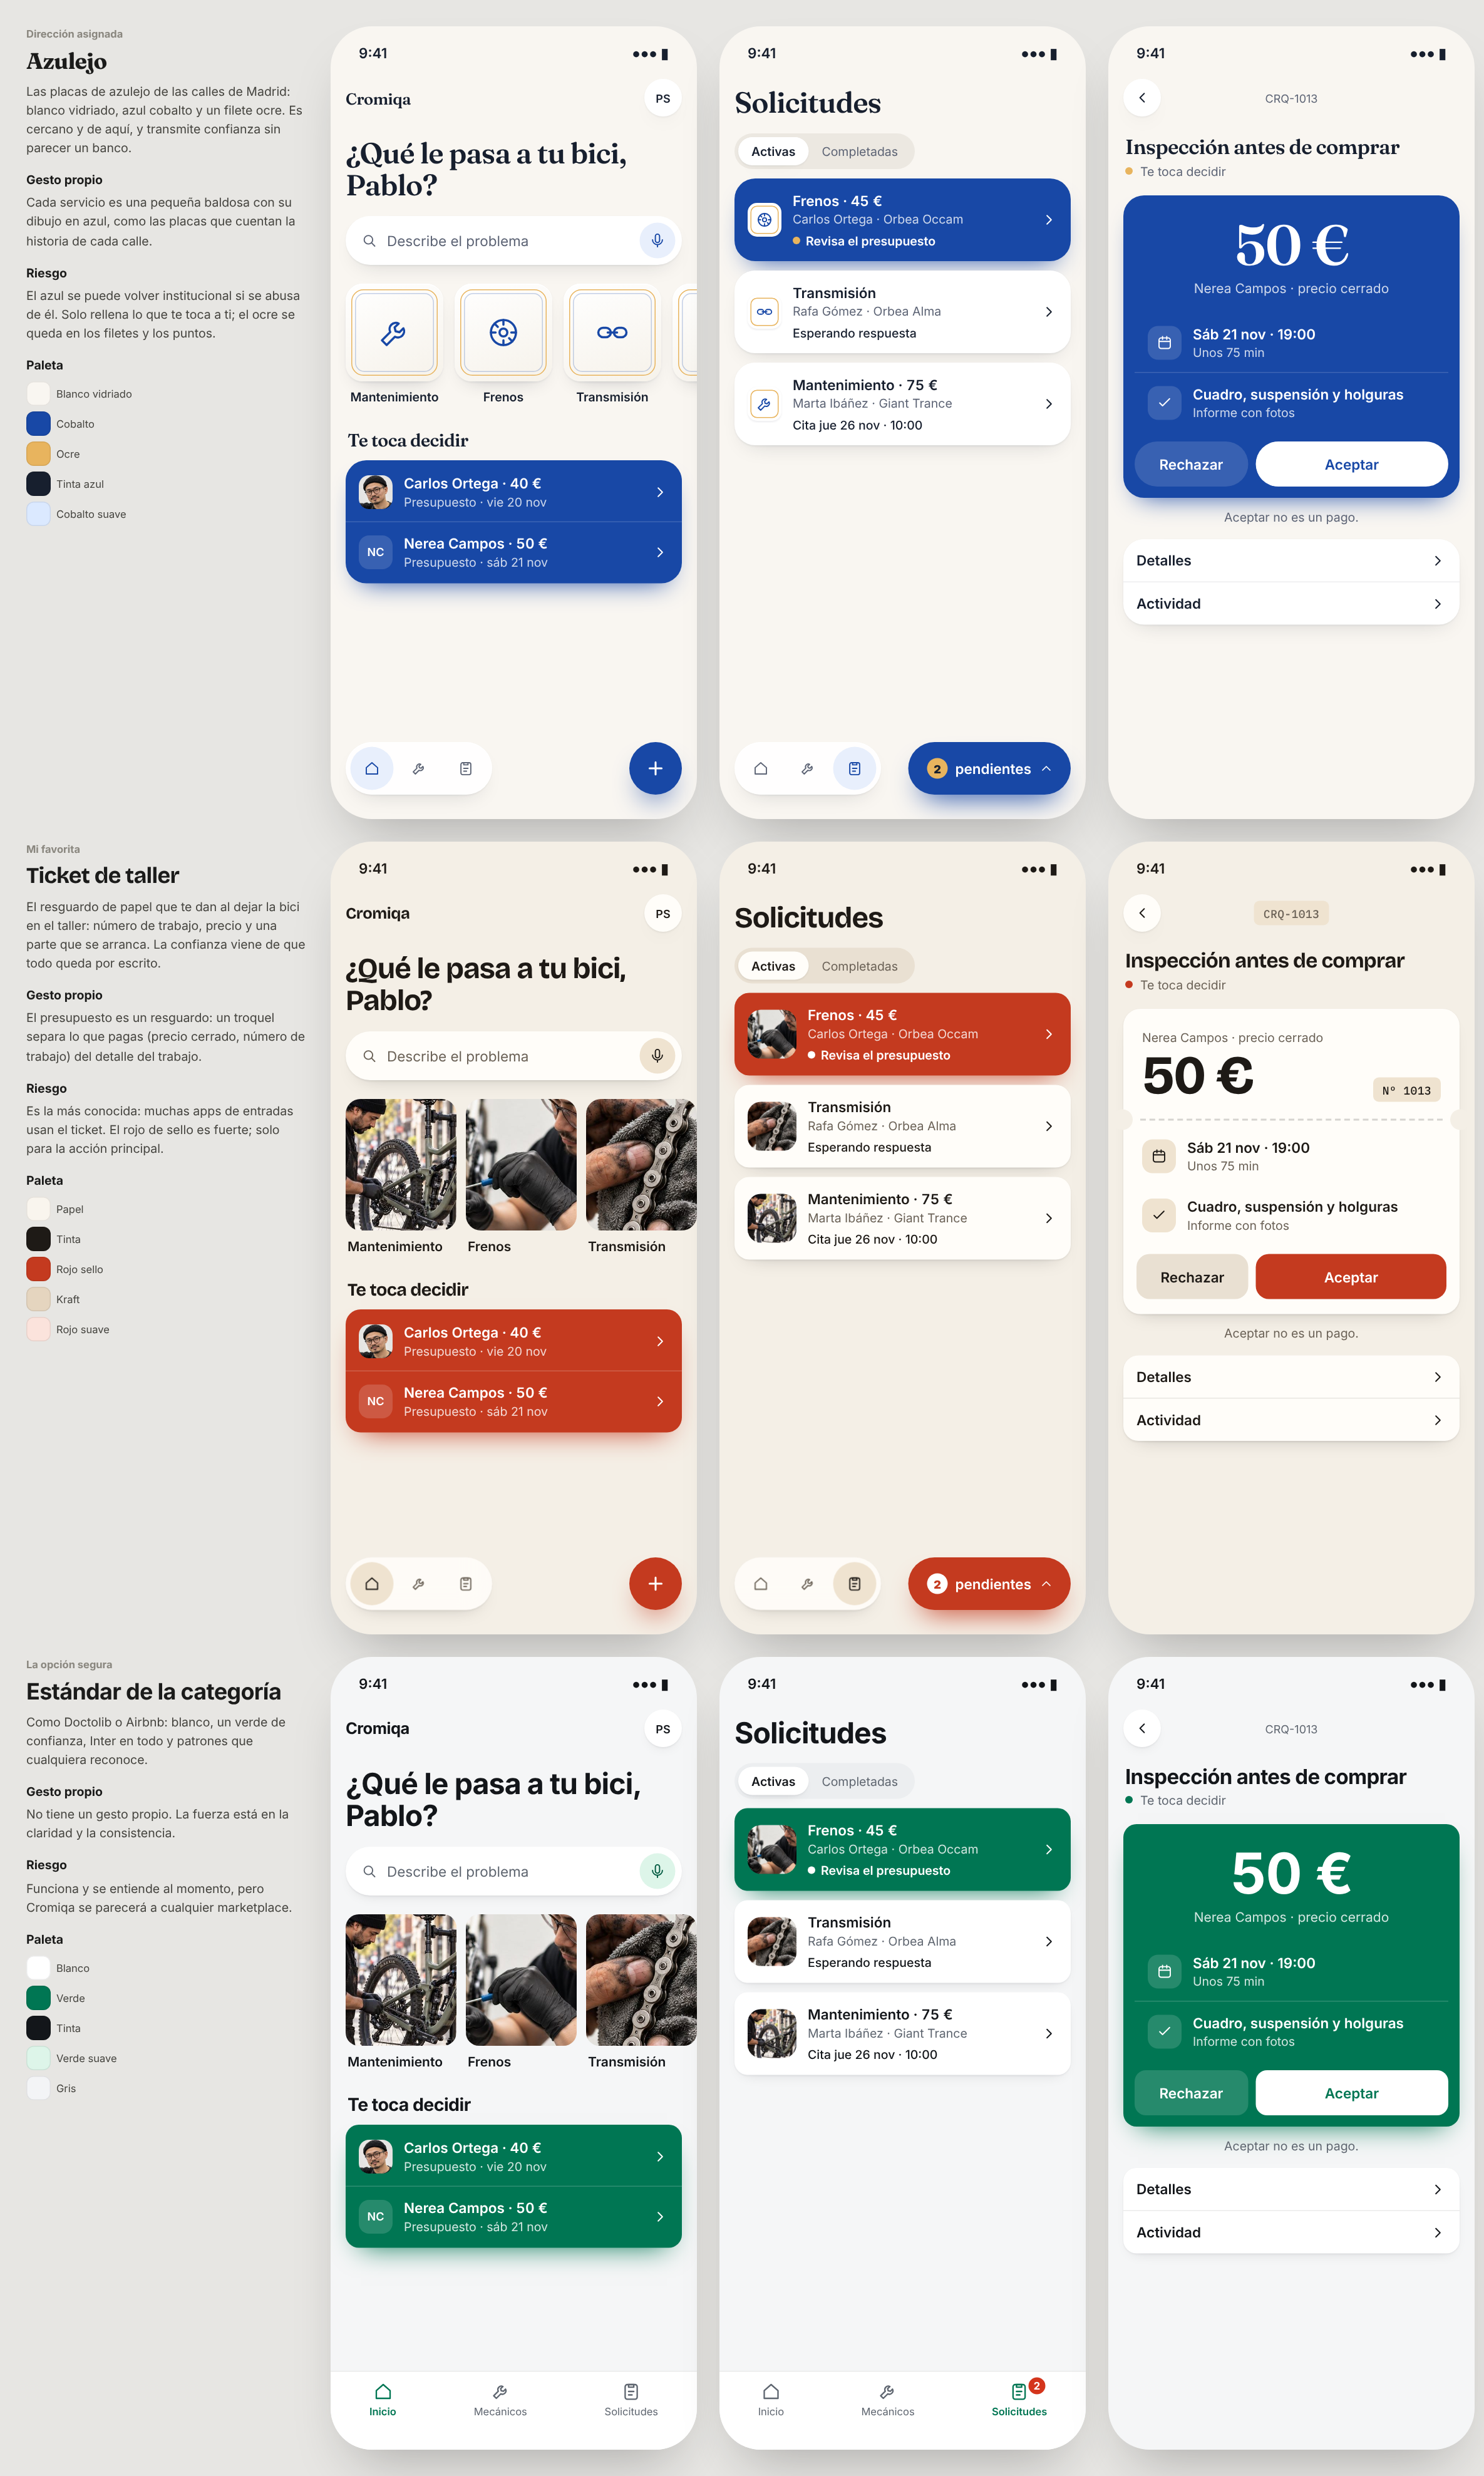 Dirección asignada
Azulejo
Las placas de azulejo de las calles de Madrid:
blanco vidriado, azul cobalto y un filete ocre. Es
cercano y de aquí, y transmite confianza sin
parecer un banco.
Gesto propio
Cada servicio es una pequeña baldosa con su
dibujo en azul, como las placas que cuentan la
historia de cada calle.
Riesgo
El azul se puede volver institucional si se abusa
de él. Solo rellena lo que te toca a ti; el ocre se
queda en los filetes y los puntos.
Paleta
Blanco vidriado
Cobalto
Ocre
Tinta azul
Cobalto suave
9:41
Cromiqa
PS
¿Qué le pasa a tu bici,
Pablo?
Describe el problema
Mantenimiento
Frenos
Transmisión
Te toca decidir
Carlos Ortega · 40 €
Presupuesto · vie 20 nov
NC
Nerea Campos · 50 €
Presupuesto · sáb 21 nov
9:41
Solicitudes
Activas
Completadas
Frenos · 45 €
Carlos Ortega · Orbea Occam
Revisa el presupuesto
Transmisión
Rafa Gómez · Orbea Alma
Esperando respuesta
Mantenimiento · 75 €
Marta Ibáñez · Giant Trance
Cita jue 26 nov · 10:00
2 pendientes
9:41
CRQ-1013
Inspección antes de comprar
Te toca decidir
50 €
Nerea Campos · precio cerrado
Sáb 21 nov · 19:00
Unos 75 min
Cuadro, suspensión y holguras
Informe con fotos
Rechazar
Aceptar
Aceptar no es un pago.
Detalles
Actividad
Mi favorita
Ticket de taller
El resguardo de papel que te dan al dejar la bici
en el taller: número de trabajo, precio y una
parte que se arranca. La confianza viene de que
todo queda por escrito.
Gesto propio
El presupuesto es un resguardo: un troquel
separa lo que pagas (precio cerrado, número de
trabajo) del detalle del trabajo.
Riesgo
Es la más conocida: muchas apps de entradas
usan el ticket. El rojo de sello es fuerte; solo
para la acción principal.
Paleta
Papel
Tinta
Rojo sello
Kraft
Rojo suave
9:41
Cromiqa
PS
¿Qué le pasa a tu bici,
Pablo?
Describe el problema
Mantenimiento
Frenos
Transmisión
Te toca decidir
Carlos Ortega · 40 €
Presupuesto · vie 20 nov
NC
Nerea Campos · 50 €
Presupuesto · sáb 21 nov
9:41
Solicitudes
Activas
Completadas
Frenos · 45 €
Carlos Ortega · Orbea Occam
Revisa el presupuesto
Transmisión
Rafa Gómez · Orbea Alma
Esperando respuesta
Mantenimiento · 75 €
Marta Ibáñez · Giant Trance
Cita jue 26 nov · 10:00
2 pendientes
9:41
CRQ-1013
Inspección antes de comprar
Te toca decidir
Nerea Campos · precio cerrado
50 €
Nº 1013
Sáb 21 nov · 19:00
Unos 75 min
Cuadro, suspensión y holguras
Informe con fotos
Rechazar
Aceptar
Aceptar no es un pago.
Detalles
Actividad
La opción segura
Estándar de la categoría
Como Doctolib o Airbnb: blanco, un verde de
confianza, Inter en todo y patrones que
cualquiera reconoce.
Gesto propio
No tiene un gesto propio. La fuerza está en la
claridad y la consistencia.
Riesgo
Funciona y se entiende al momento, pero
Cromiqa se parecerá a cualquier marketplace.
Paleta
Blanco
Verde
Tinta
Verde suave
Gris
9:41
Cromiqa
PS
¿Qué le pasa a tu bici,
Pablo?
Describe el problema
Mantenimiento
Frenos
Transmisión
Te toca decidir
Carlos Ortega · 40 €
Presupuesto · vie 20 nov
NC
Nerea Campos · 50 €
Presupuesto · sáb 21 nov
Inicio
Mecánicos
Solicitudes
9:41
Solicitudes
Activas
Completadas
Frenos · 45 €
Carlos Ortega · Orbea Occam
Revisa el presupuesto
Transmisión
Rafa Gómez · Orbea Alma
Esperando respuesta
Mantenimiento · 75 €
Marta Ibáñez · Giant Trance
Cita jue 26 nov · 10:00
2
Inicio
Mecánicos
Solicitudes
9:41
CRQ-1013
Inspección antes de comprar
Te toca decidir
50 €
Nerea Campos · precio cerrado
Sáb 21 nov · 19:00
Unos 75 min
Cuadro, suspensión y holguras
Informe con fotos
Rechazar
Aceptar
Aceptar no es un pago.
Detalles
Actividad